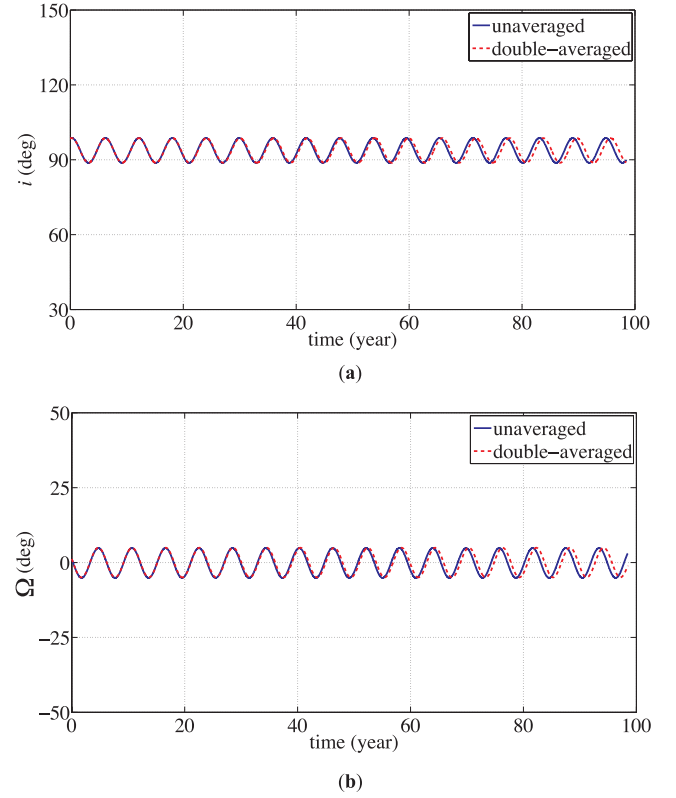 150
120
90
60
30
i (deg)
unaveraged
double−averaged
0 20 40 60 80 100
time (year)
(a)
50
25
0
−25
−50
Ω (deg)
unaveraged
double−averaged
0 20 40 60 80 100
time (year)
(b)